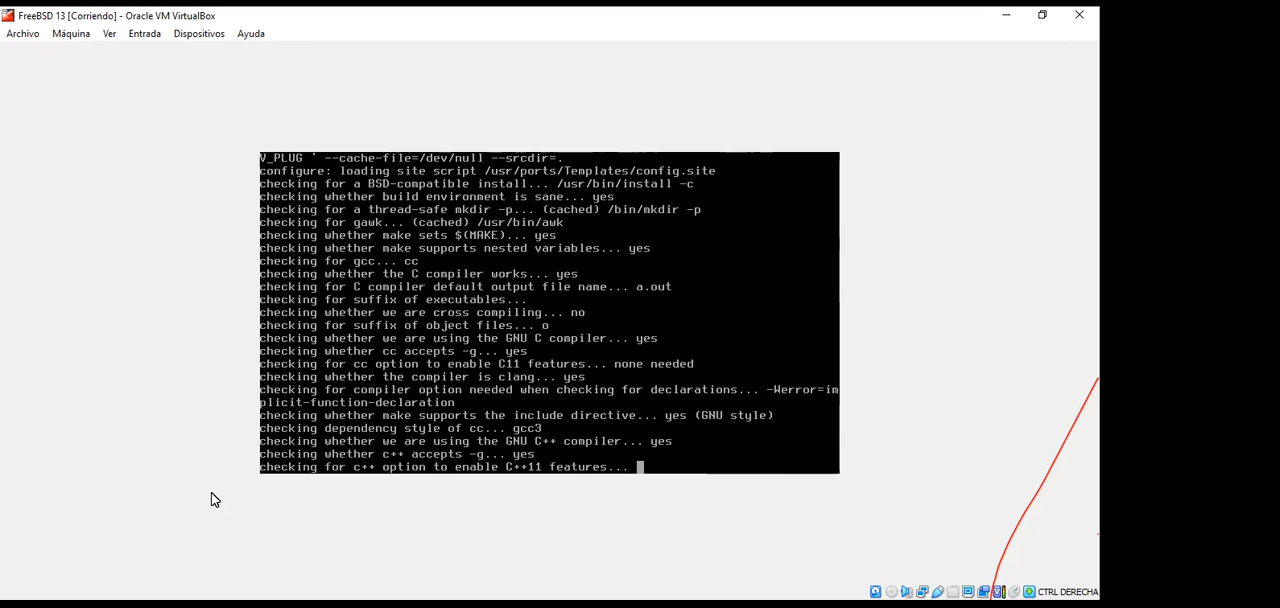 FreeBSD 13 [Corriendo] - Oracle VM VirtualBox
Archivo Máquina Ver Entrada Dispositivos Ayuda
V_PLUG ' --cache-file=/dev/null --srcdir=.
configure: loading site script /usr/ports/Templates/config.site
checking for a BSD-compatible install... /usr/bin/install -c
checking whether build environment is sane... yes
checking for a thread-safe mkdir -p... (cached) /bin/mkdir -p
checking for gawk... (cached) /usr/bin/awk
checking whether make sets $(MAKE)... yes
checking whether make supports nested variables... yes
checking for gcc... cc
checking whether the C compiler works... yes
checking for C compiler default output file name... a.out
checking for suffix of executables...
checking whether we are cross compiling... no
checking for suffix of object files... o
checking whether we are using the GNU C compiler... yes
checking whether cc accepts -g... yes
checking for cc option to enable C11 features... none needed
checking whether the compiler is clang... yes
checking for compiler option needed when checking for declarations... -Werror=im
plicit-function-declaration
checking whether make supports the include directive... yes (GNU style)
checking dependency style of cc... gcc3
checking whether we are using the GNU C++ compiler... yes
checking whether c++ accepts -g... yes
checking for c++ option to enable C++11 features...
CTRL DERECHA